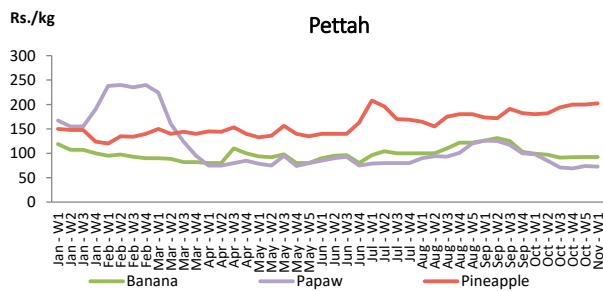 Rs./kg
Pettah
300
250
200
150
100
50
0
Jan - W1
Jan - W2
Jan - W3
Jan - W4
Feb - W1
Feb - W2
Feb - W3
Feb - W4
Mar - W1
Mar - W2
Mar - W3
Mar - W4
Apr - W1
Apr - W2
Apr - W3
Apr - W4
May - W1
May - W2
May - W3
May - W4
May - W5
Jun - W1
Jun - W2
Jun - W3
Jun - W4
Jul - W1
Jul - W2
Jul - W3
Jul - W4
Aug - W1
Aug - W2
Aug - W3
Aug - W4
Aug - W5
Sep - W1
Sep - W2
Sep - W3
Sep - W4
Oct - W1
Oct - W2
Oct - W3
Oct - W4
Oct - W5
Nov - W1
Banana
Papaw
Pineapple